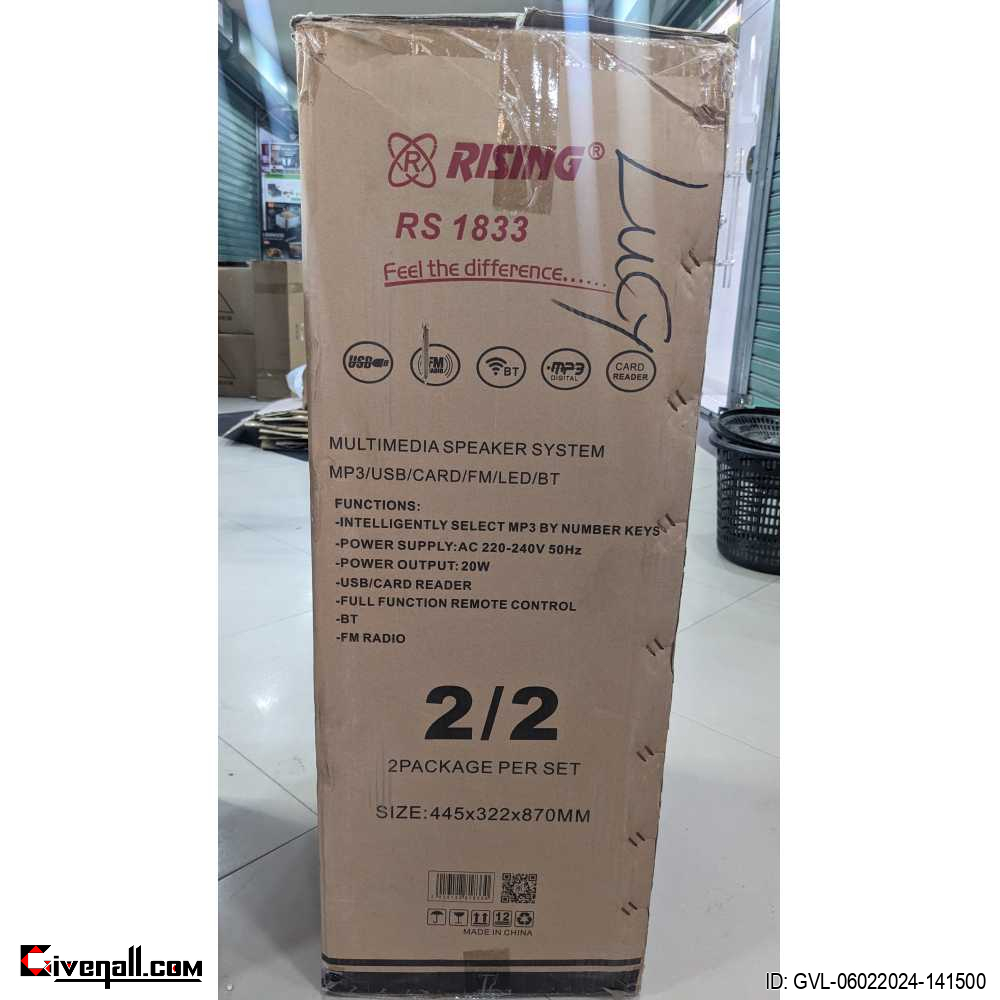 RISING®
Lucy
RS 1833
Feel the difference......
USB
FM
RADIO
BT
MP3
DIGITAL
CARD
READER
MULTIMEDIA SPEAKER SYSTEM
MP3/USB/CARD/FM/LED/BT
FUNCTIONS:
-INTELLIGENTLY SELECT MP3 BY NUMBER KEYS
-POWER SUPPLY:AC 220-240V 50Hz
-POWER OUTPUT: 20W
-USB/CARD READER
-FULL FUNCTION REMOTE CONTROL
-BT
-FM RADIO
2/2
2PACKAGE PER SET
SIZE:445x322x870MM
12
MADE IN CHINA
Givenall.com
ID: GVL-06022024-141500